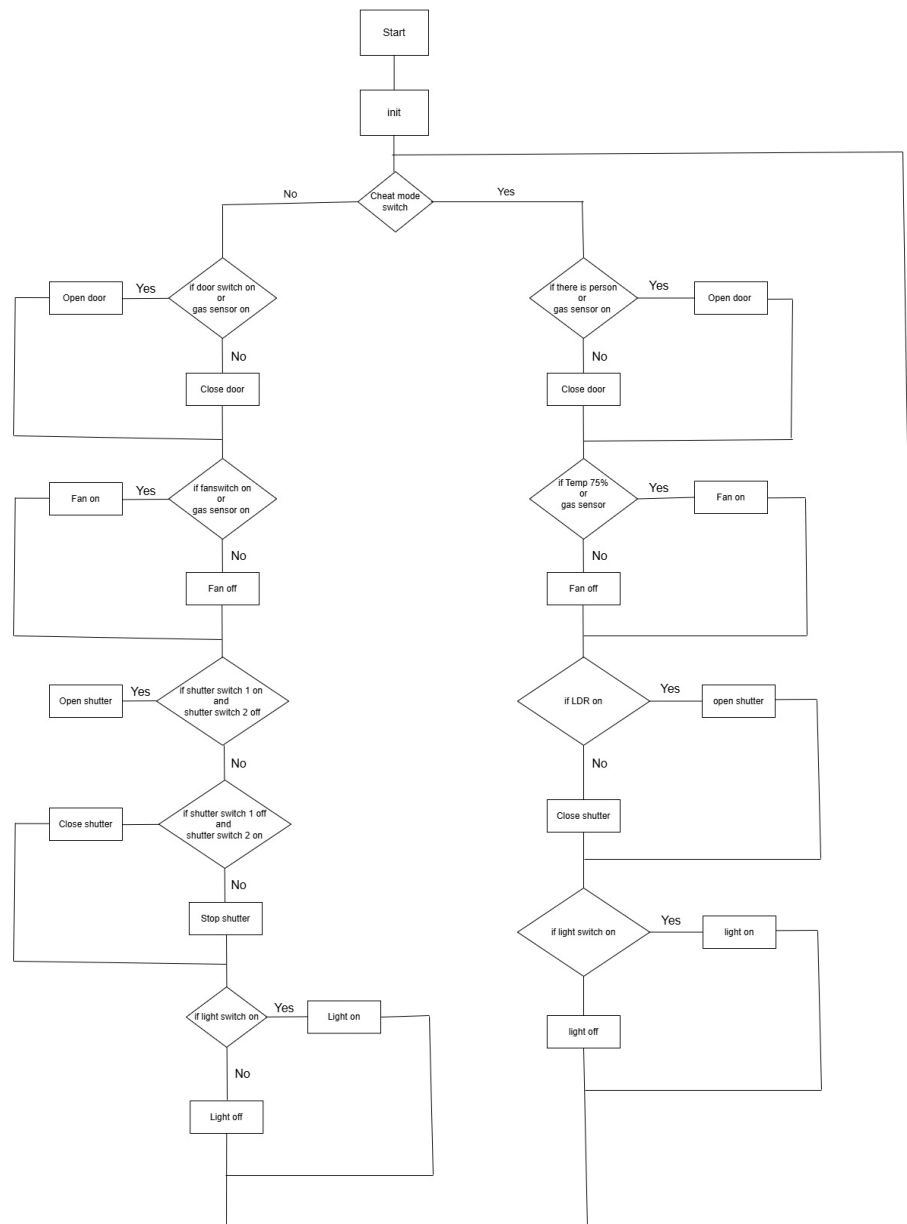 Start
init
Cheat mode
switch
No
Yes
if door switch on
or
gas sensor on
Yes
Open door
No
Close door
if fanswitch on
or
gas sensor on
Yes
Fan on
No
Fan off
if shutter switch 1 on
and
shutter switch 2 off
Yes
Open shutter
No
if shutter switch 1 off
and
shutter switch 2 on
Close shutter
No
Stop shutter
if light switch on
Yes
Light on
No
Light off
if there is person
or
gas sensor on
Yes
Open door
No
Close door
if Temp 75%
or
gas sensor
Yes
Fan on
No
Fan off
if LDR on
Yes
open shutter
No
Close shutter
if light switch on
Yes
light on
light off